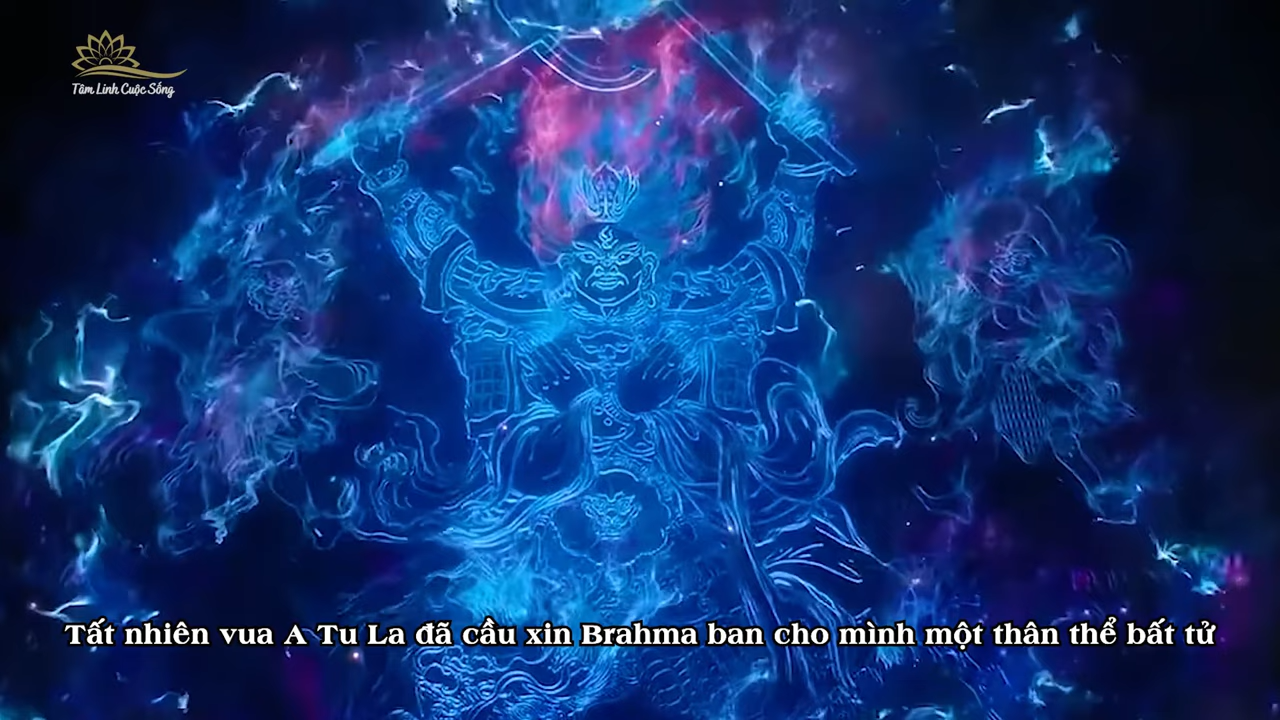 Tâm Linh Cuộc Sống
Tất nhiên vua A Tu La đã cầu xin Brahma ban cho mình một thân thể bất tử